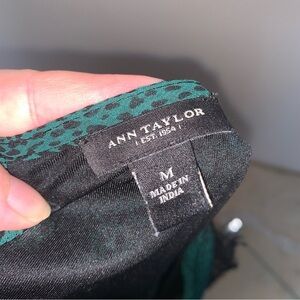 ANN TAYLOR
| EST. 1954 |
M
MADE IN
INDIA